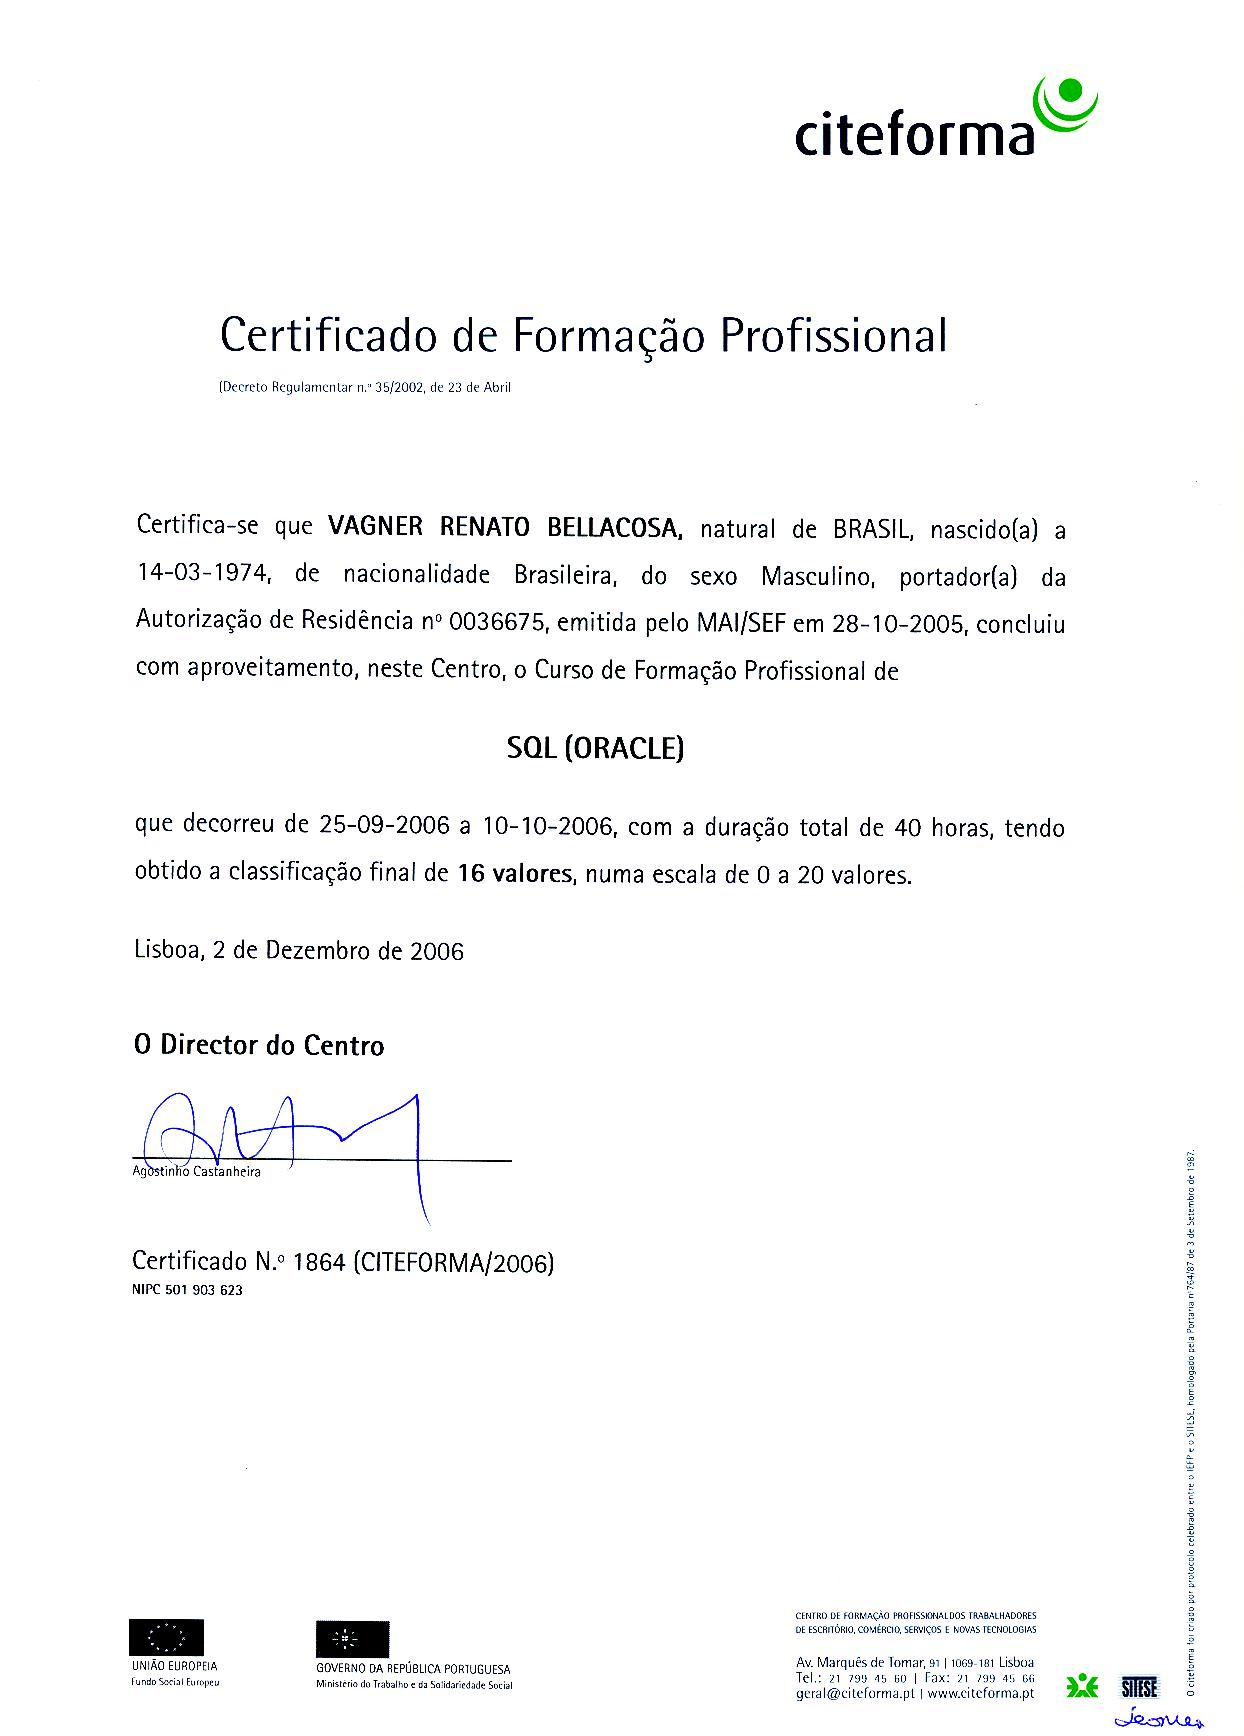 citeforma
Certificado de Formação Profissional
(Decreto Regulamentar n.º 35/2002, de 23 de Abril
Certifica-se que VAGNER RENATO BELLACOSA, natural de BRASIL, nascido(a) a
14-03-1974, de nacionalidade Brasileira, do sexo Masculino, portador(a) da
Autorização de Residência nº 0036675, emitida pelo MAI/SEF em 28-10-2005, concluiu
com aproveitamento, neste Centro, o Curso de Formação Profissional de
SQL (ORACLE)
que decorreu de 25-09-2006 a 10-10-2006, com a duração total de 40 horas, tendo
obtido a classificação final de 16 valores, numa escala de 0 a 20 valores.
Lisboa, 2 de Dezembro de 2006
O Director do Centro
Agostinho Castanheira
Certificado N.º 1864 (CITEFORMA/2006)
NIPC 501 903 623
O citeforma foi criado por protocolo celebrado entre o IEFP e o SITESE, homologado pela Portaria nº764/87 de 3 de Setembro de 1987.
UNIÃO EUROPEIA
Fundo Social Europeu
GOVERNO DA REPÚBLICA PORTUGUESA
Ministério do Trabalho e da Solidariedade Social
CENTRO DE FORMAÇÃO PROFISSIONAL DOS TRABALHADORES
DE ESCRITÓRIO, COMÉRCIO, SERVIÇOS E NOVAS TECNOLOGIAS
Av. Marquês de Tomar, 91 | 1069-181 Lisboa
Tel.: 21 799 45 60 | Fax: 21 799 45 66
geral@citeforma.pt | www.citeforma.pt
SITESE